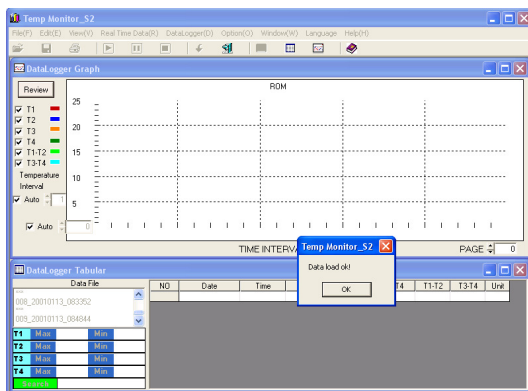 Temp Monitor_S2
File(F) Edit(E) View(V) Real Time Data(R) DataLogger(D) Option(O) Window(W) Language Help(H)
DataLogger Graph
Review
ROM
T1
T2
T3
T4
T1-T2
T3-T4
Temperature
Interval
Auto 1
Auto 0
25
20
15
10
5
0
TIME INTERV
PAGE 0
Temp Monitor_S2
Data load ok!
OK
DataLogger Tabular
Data File
008_20010113_083352
009_20010113_084844
NO Date Time T4 T1-T2 T3-T4 Unit
T1 Max Min
T2 Max Min
T3 Max Min
T4 Max Min
Search